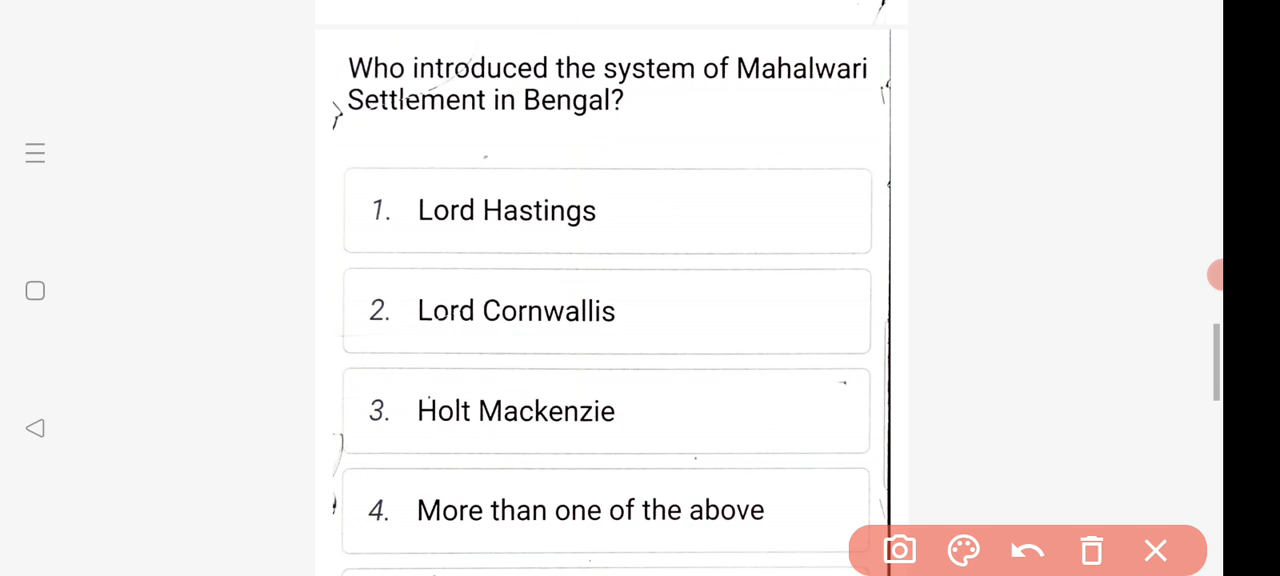 Who introduced the system of Mahalwari
Settlement in Bengal?
1. Lord Hastings
2. Lord Cornwallis
3. Holt Mackenzie
4. More than one of the above